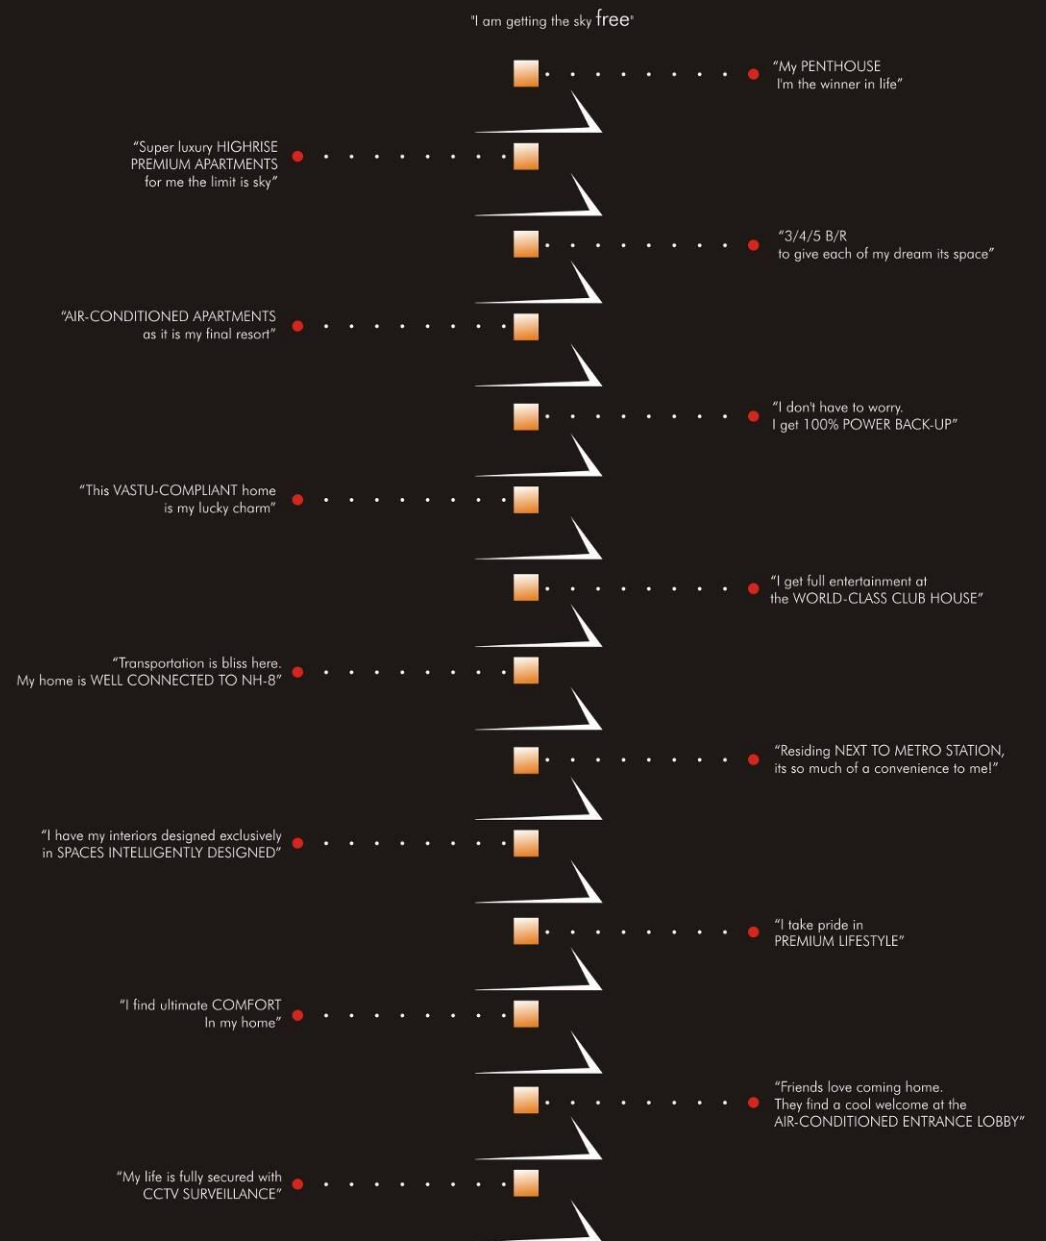 "I am getting the sky free"
“My PENTHOUSE
I'm the winner in life”
“Super luxury HIGHRISE
PREMIUM APARTMENTS
for me the limit is sky”
“3/4/5 B/R
to give each of my dream its space”
“AIR-CONDITIONED APARTMENTS
as it is my final resort”
“I don't have to worry.
I get 100% POWER BACK-UP”
“This VASTU-COMPLIANT home
is my lucky charm”
“I get full entertainment at
the WORLD-CLASS CLUB HOUSE”
“Transportation is bliss here.
My home is WELL CONNECTED TO NH-8”
“Residing NEXT TO METRO STATION,
its so much of a convenience to me!”
“I have my interiors designed exclusively
in SPACES INTELLIGENTLY DESIGNED”
“I take pride in
PREMIUM LIFESTYLE”
“I find ultimate COMFORT
In my home”
“Friends love coming home.
They find a cool welcome at the
AIR-CONDITIONED ENTRANCE LOBBY”
“My life is fully secured with
CCTV SURVEILLANCE”